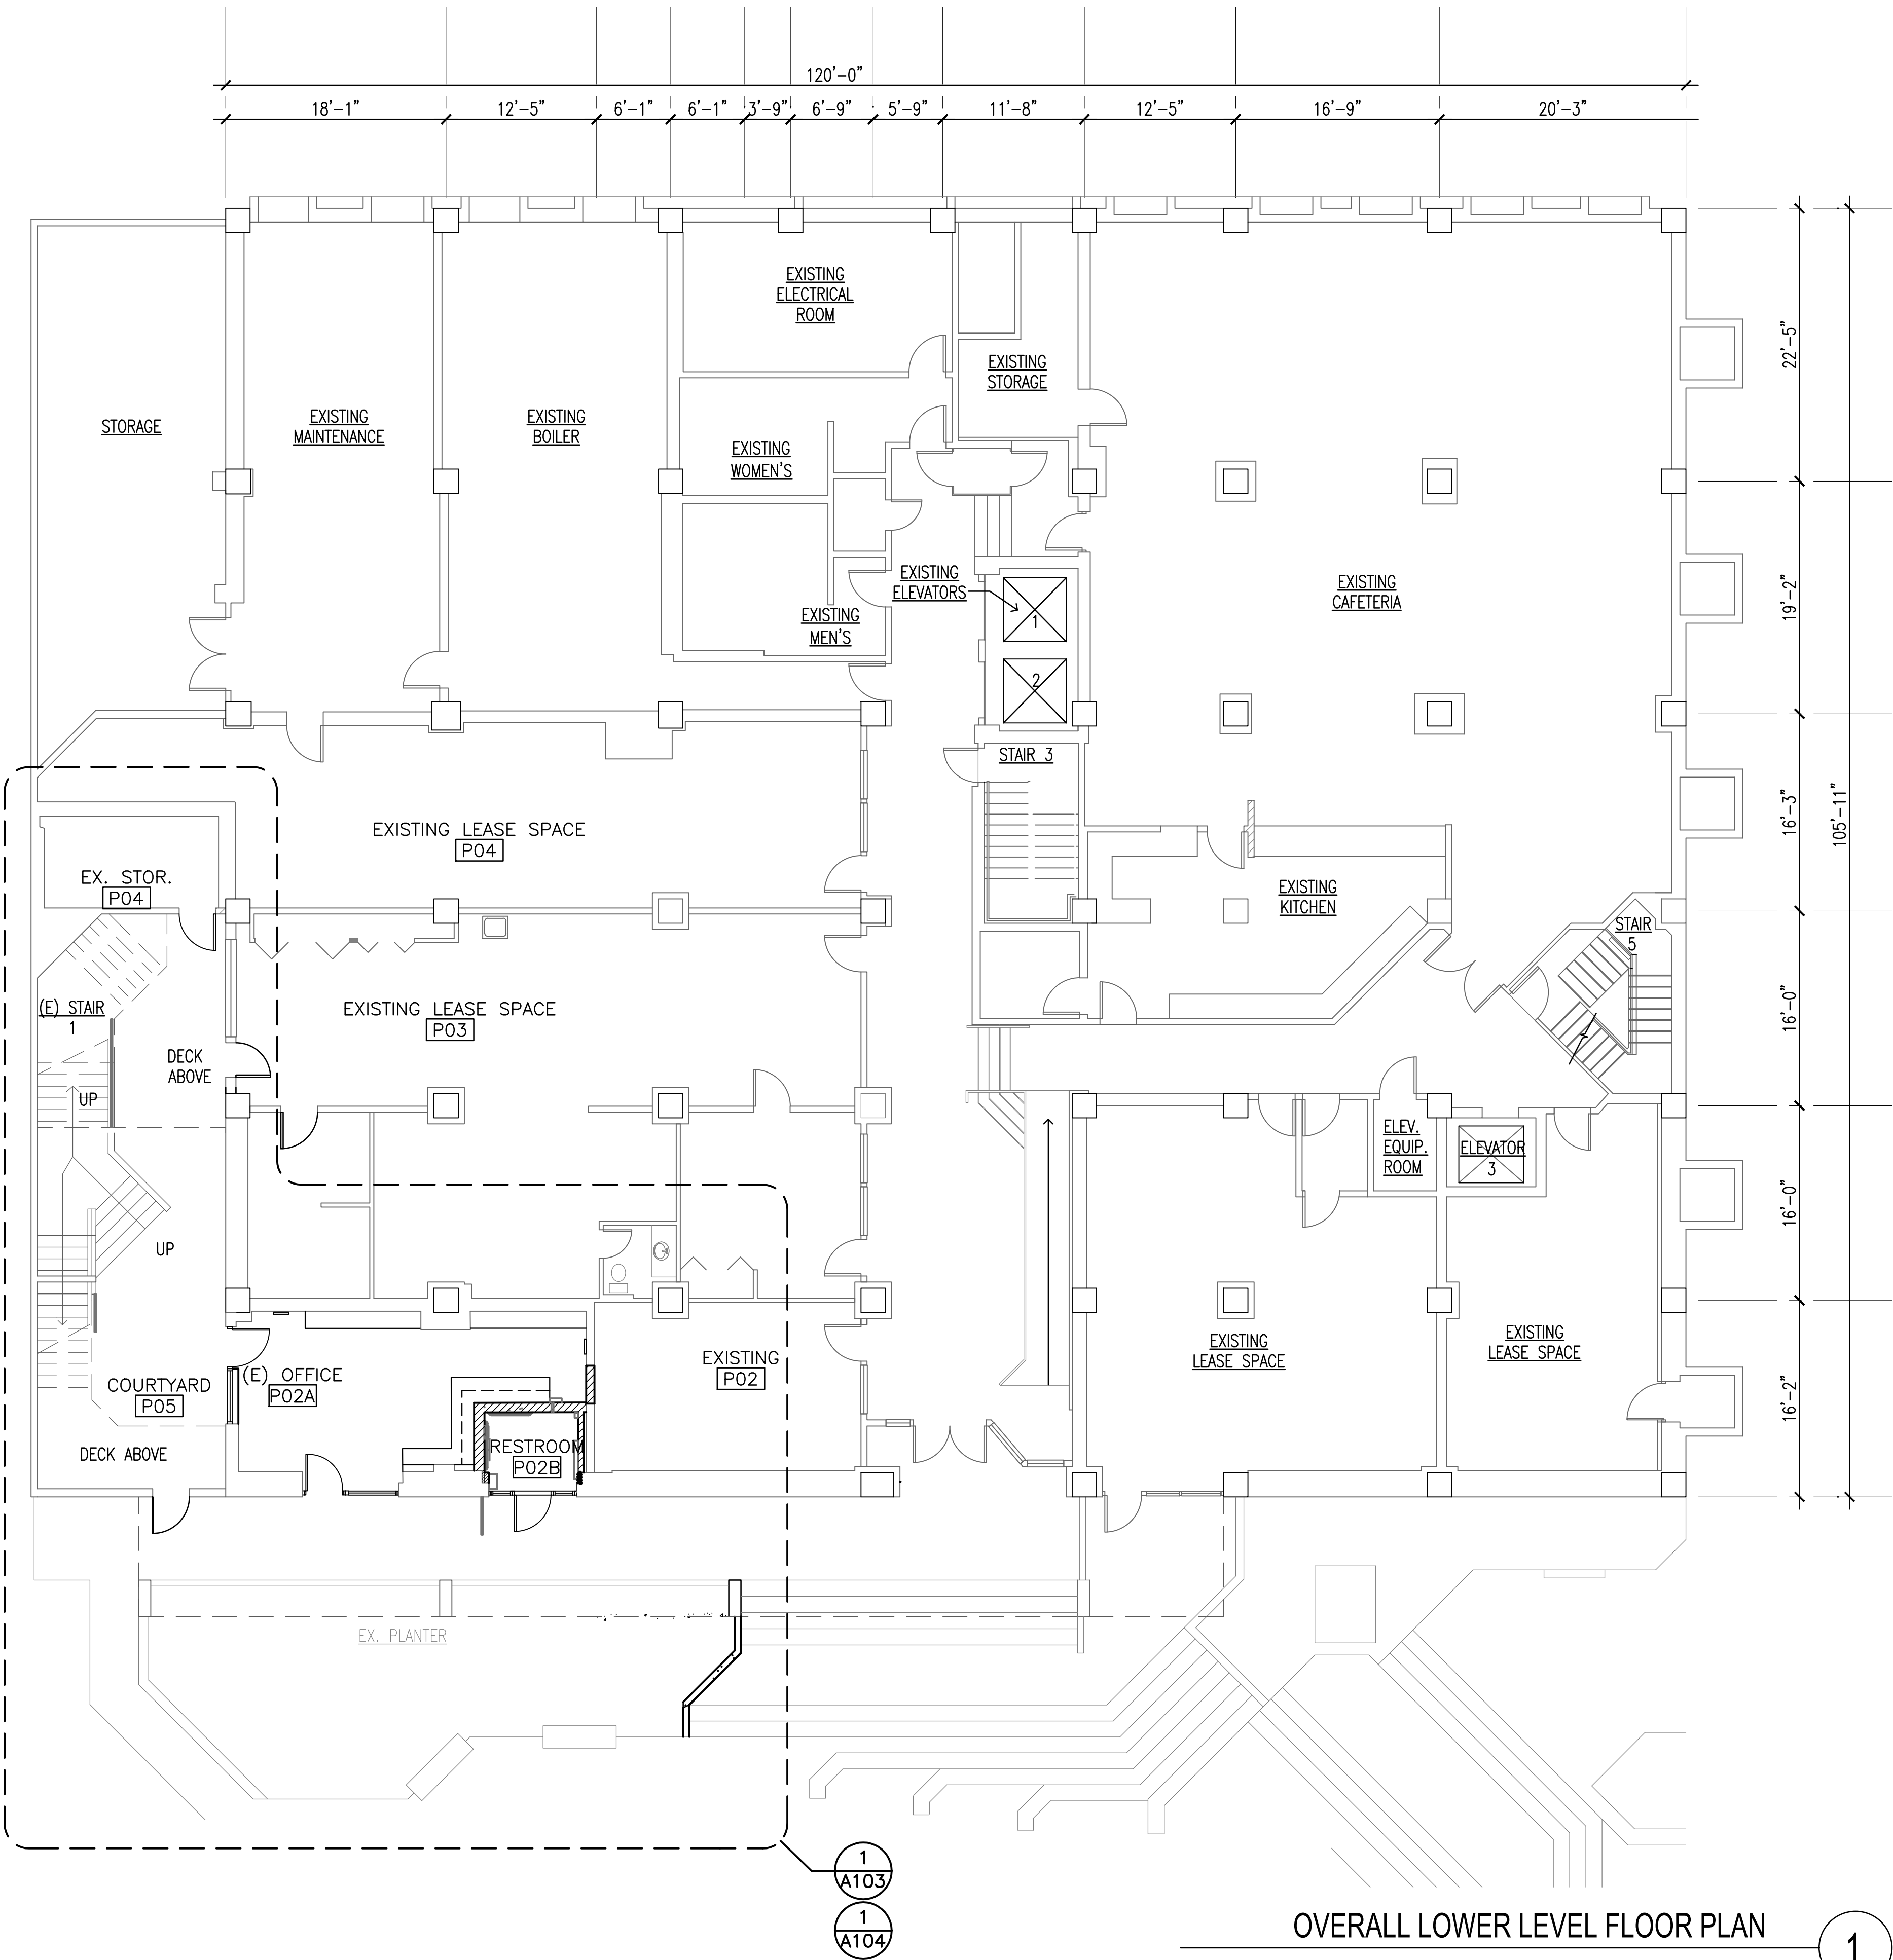 120'-0"
18'-1" 12'-5" 6'-1" 6'-1" 3'-9" 6'-9" 5'-9" 11'-8" 12'-5" 16'-9" 20'-3"
EXISTING
ELECTRICAL
ROOM
22'-5"
EXISTING
STORAGE
STORAGE
EXISTING
MAINTENANCE
EXISTING
BOILER
EXISTING
WOMEN'S
EXISTING
ELEVATORS
1
EXISTING
CAFETERIA
19'-2"
EXISTING
MEN'S
2
STAIR 3
16'-3"
105'-11"
EXISTING LEASE SPACE
P04
EX. STOR.
P04
EXISTING
KITCHEN
STAIR
5
(E) STAIR
1
EXISTING LEASE SPACE
P03
16'-0"
DECK
ABOVE
UP
ELEV.
EQUIP.
ROOM
ELEVATOR
3
16'-0"
UP
EXISTING
LEASE SPACE
EXISTING
LEASE SPACE
EXISTING
P02
(E) OFFICE
P02A
COURTYARD
P05
16'-2"
DECK ABOVE
RESTROOM
P02B
EX. PLANTER
1
A103
1
A104
OVERALL LOWER LEVEL FLOOR PLAN
1